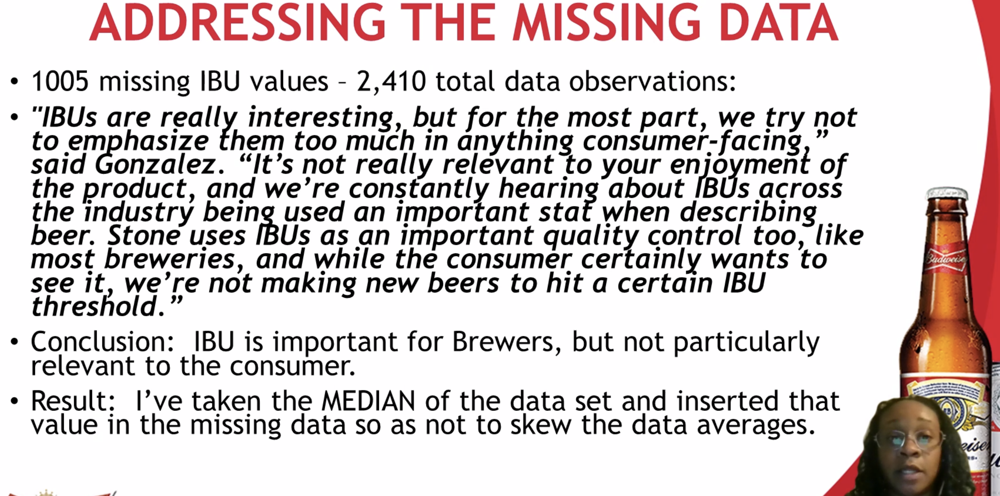 ADDRESSING THE MISSING DATA
• 1005 missing IBU values – 2,410 total data observations:
• "IBUs are really interesting, but for the most part, we try not
to emphasize them too much in anything consumer-facing,”
said Gonzalez.  “It’s not really relevant to your enjoyment of
the product, and we’re constantly hearing about IBUs across
the industry being used an important stat when describing
beer. Stone uses IBUs as an important quality control too, like
most breweries, and while the consumer certainly wants to
see it, we’re not making new beers to hit a certain IBU
threshold.”
• Conclusion:  IBU is important for Brewers, but not particularly
relevant to the consumer.
• Result:  I’ve taken the MEDIAN of the data set and inserted that
value in the missing data so as not to skew the data averages.
Budweiser